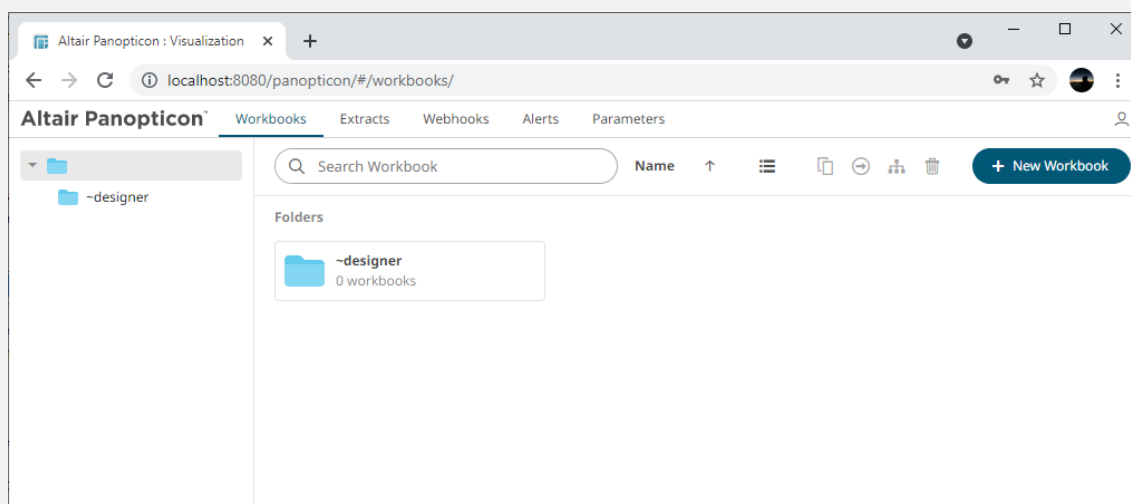 Altair Panopticon : Visualization
localhost:8080/panopticon/#/workbooks/
Altair Panopticon™ Workbooks Extracts Webhooks Alerts Parameters
Search Workbook Name + New Workbook
~designer
Folders
~designer
0 workbooks